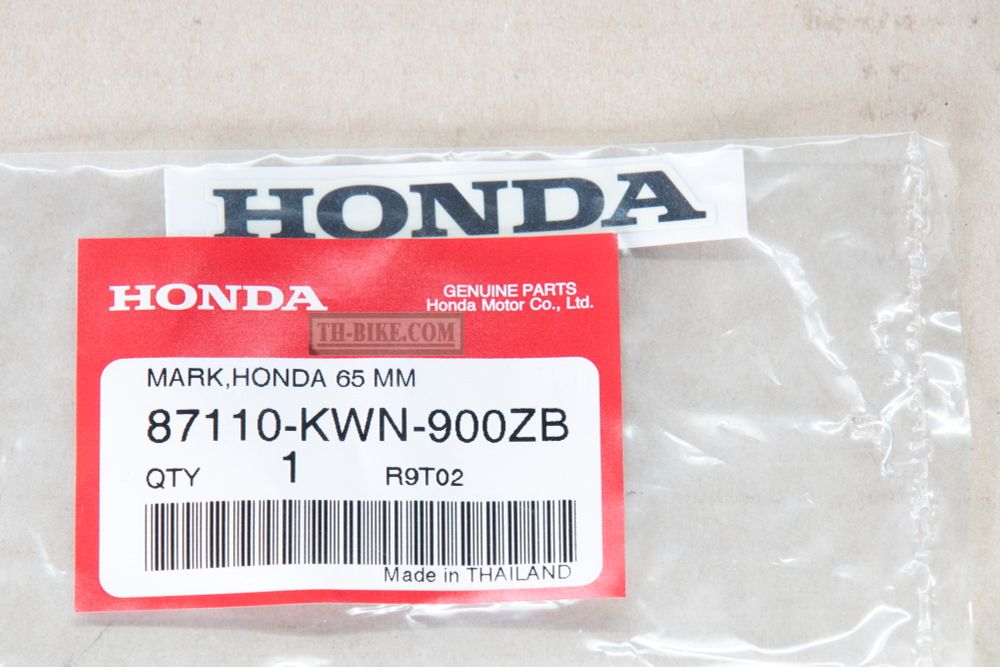 HONDA
HONDA
GENUINE PARTS
Honda Motor Co., Ltd.
TH-BIKE.COM
MARK,HONDA 65 MM
87110-KWN-900ZB
QTY 1 R9T02
Made in THAILAND